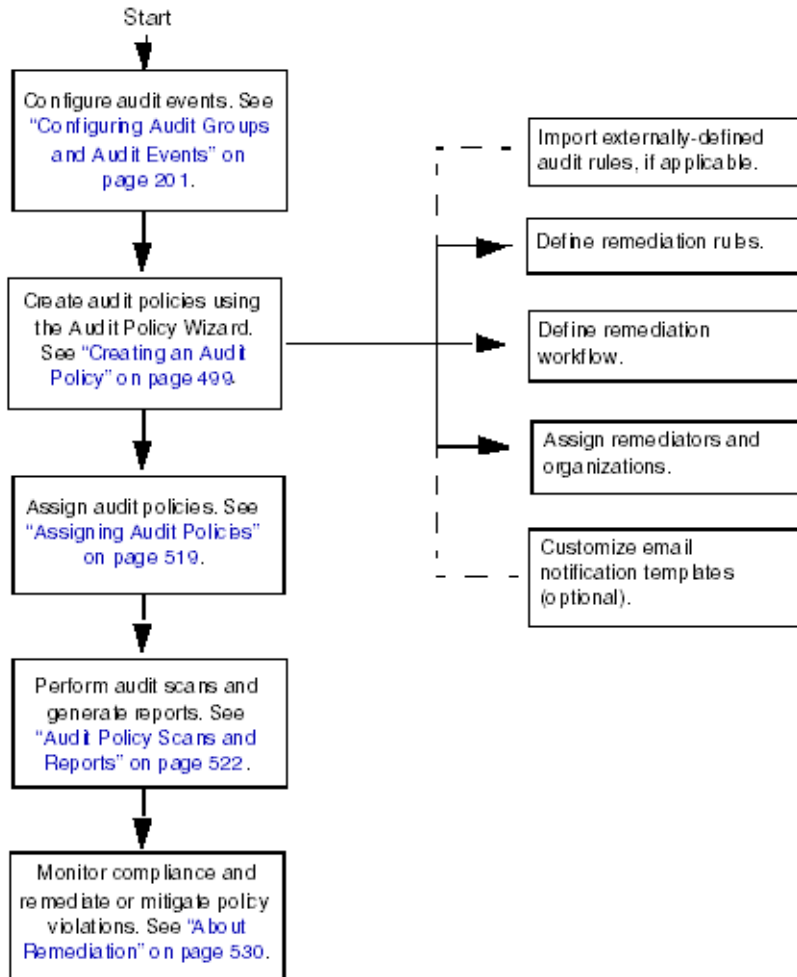 Start
Configure audit events. See
"Configuring Audit Groups
and Audit Events" on
page 201.
Create audit policies using
the Audit Policy Wizard.
See "Creating an Audit
Policy" on page 499.
Assign audit policies. See
"Assigning Audit Policies"
on page 519.
Perform audit scans and
generate reports. See
"Audit Policy Scans and
Reports" on page 522.
Monitor compliance and
remediate or mitigate policy
violations. See "About
Remediation" on page 530.
Import externally-defined
audit rules, if applicable.
Define remediation rules.
Define remediation
workflow.
Assign remediators and
organizations.
Customize email
notification templates
(optional).